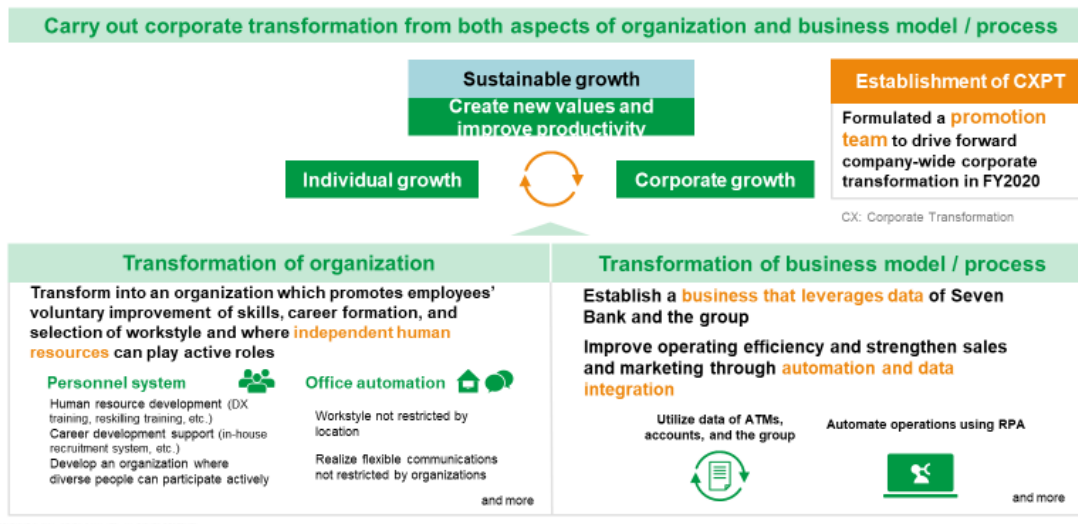 Carry out corporate transformation from both aspects of organization and business model / process
Sustainable growth
Create new values and
improve productivity
Individual growth
Corporate growth
Establishment of CXPT
Formulated a promotion
team to drive forward
company-wide corporate
transformation in FY2020
CX: Corporate Transformation
Transformation of organization
Transform into an organization which promotes employees'
voluntary improvement of skills, career formation, and
selection of workstyle and where independent human
resources can play active roles
Personnel system
Human resource development (DX
training, reskilling training, etc.)
Career development support (in-house
recruitment system, etc.)
Develop an organization where
diverse people can participate actively
Office automation
Workstyle not restricted by
location
Realize flexible communications
not restricted by organizations
and more
Transformation of business model / process
Establish a business that leverages data of Seven
Bank and the group
Improve operating efficiency and strengthen sales
and marketing through automation and data
integration
Utilize data of ATMs,
accounts, and the group
Automate operations using RPA
and more